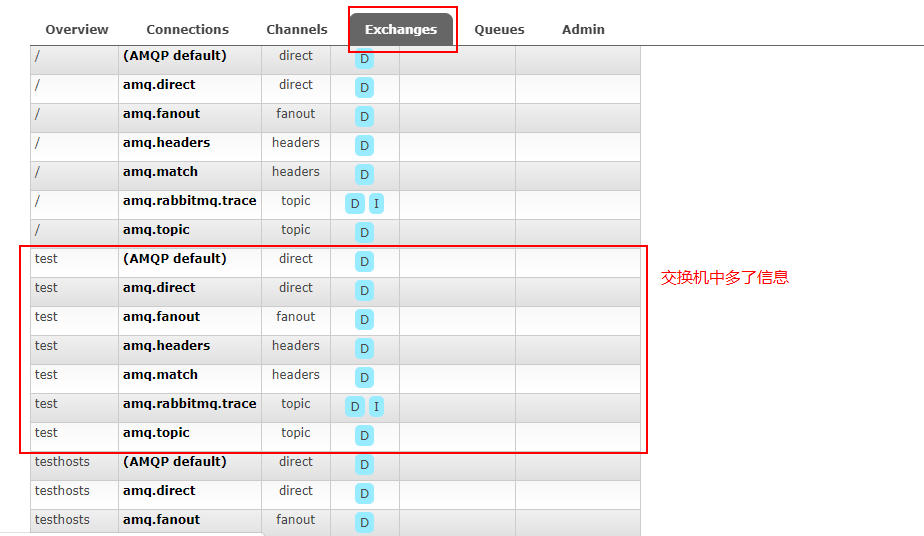 Overview Connections Channels Exchanges Queues Admin
/ (AMQP default) direct D
/ amq.direct direct D
/ amq.fanout fanout D
/ amq.headers headers D
/ amq.match headers D
/ amq.rabbitmq.trace topic D I
/ amq.topic topic D
test (AMQP default) direct D
test amq.direct direct D
交换机中多了信息
test amq.fanout fanout D
test amq.headers headers D
test amq.match headers D
test amq.rabbitmq.trace topic D I
test amq.topic topic D
testhosts (AMQP default) direct D
testhosts amq.direct direct D
testhosts amq.fanout fanout D